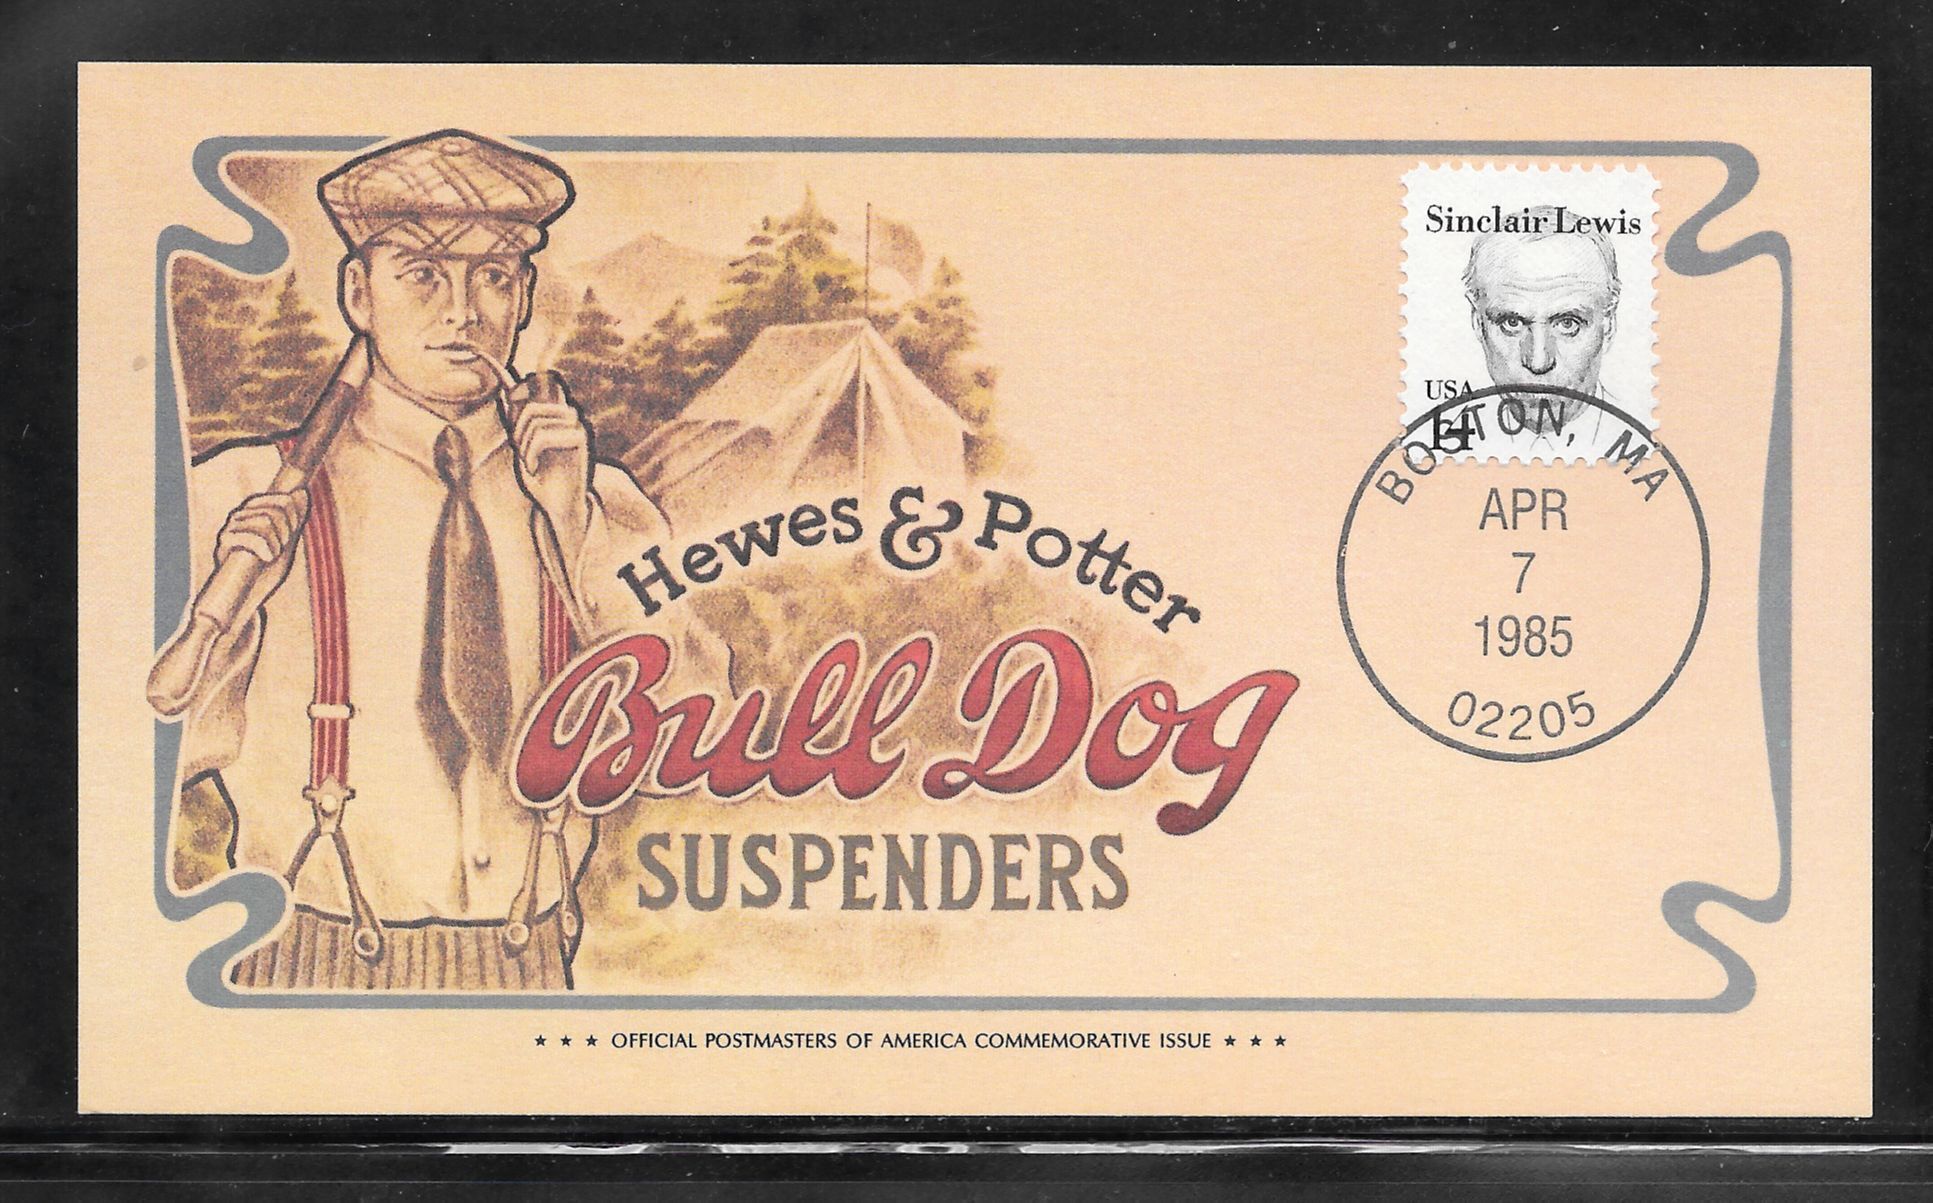 Sinclair Lewis
USA
14
BOSTON, MA
APR
7
1985
02205
Hewes & Potter
Bull Dog
SUSPENDERS
★ ★ ★ OFFICIAL POSTMASTERS OF AMERICA COMMEMORATIVE ISSUE ★ ★ ★